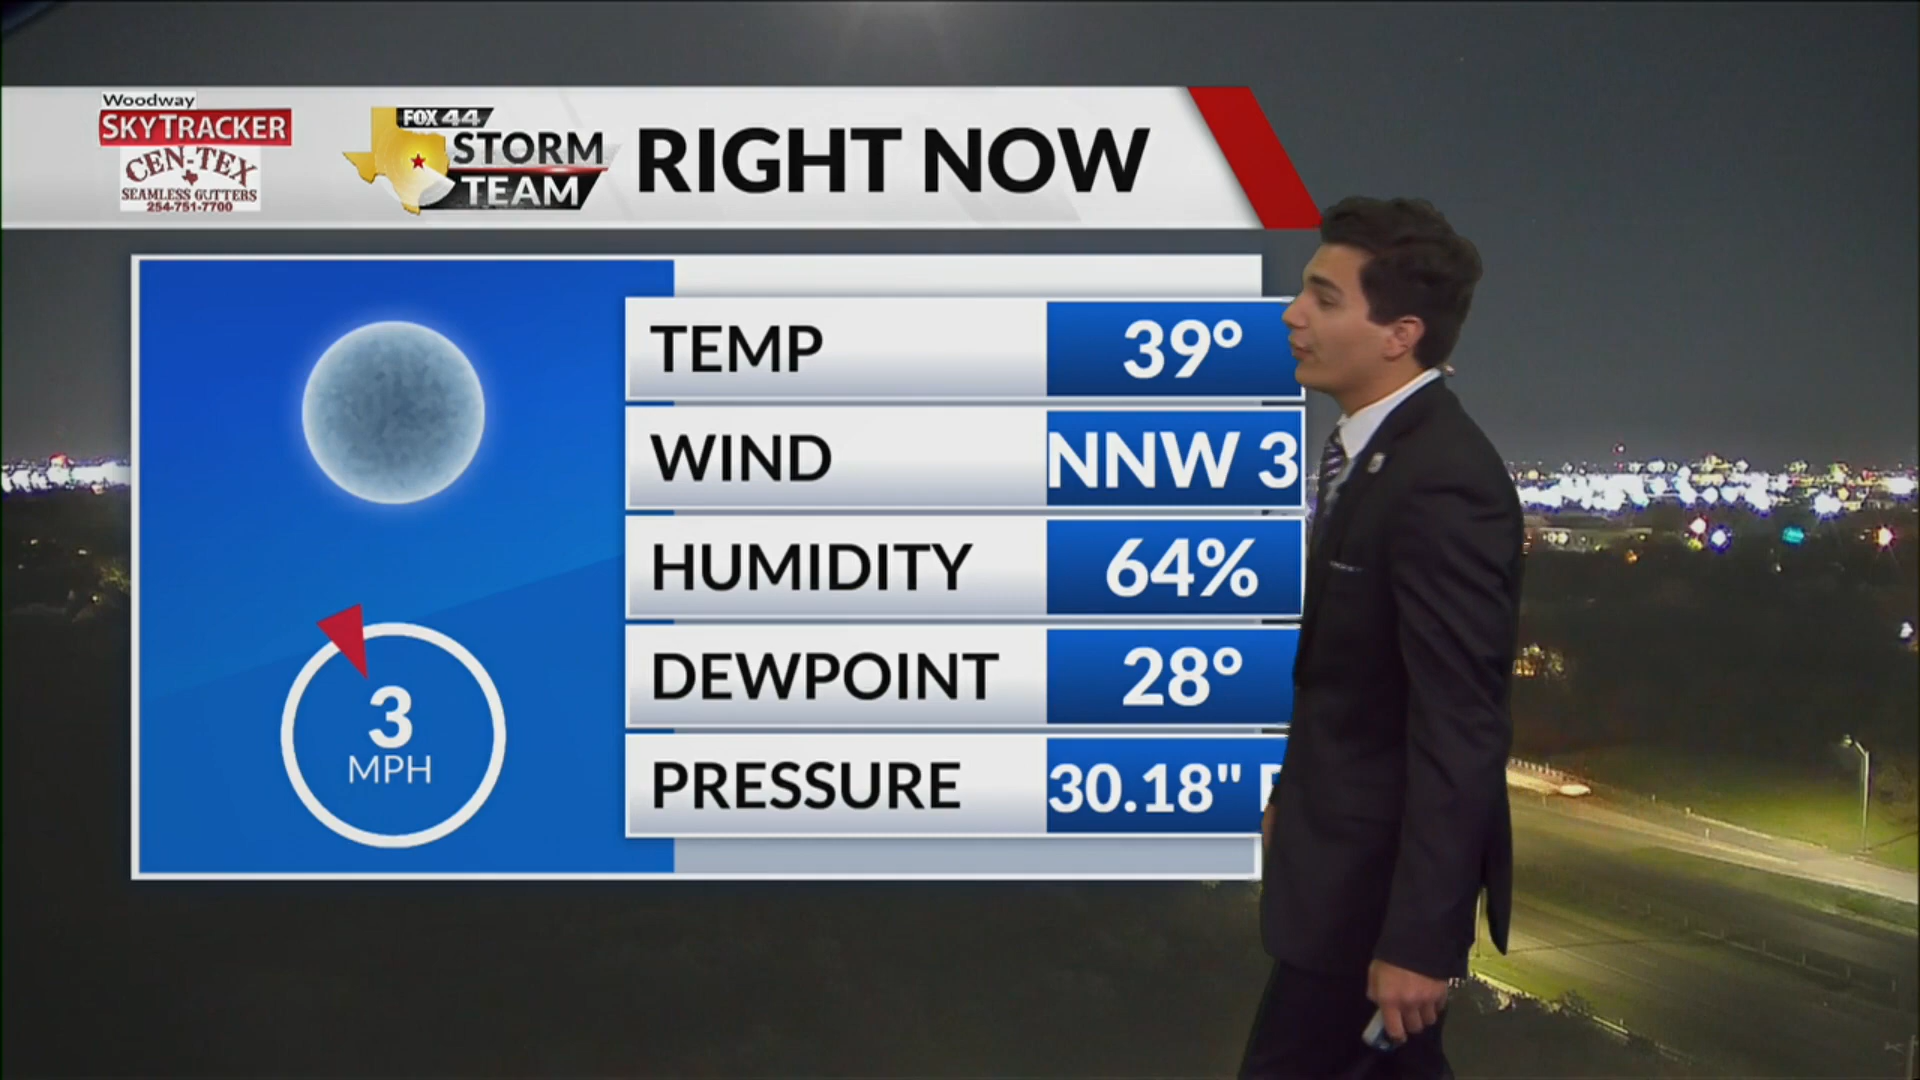 Woodway
SKYTRACKER
CEN-TEX
SEAMLESS GUTTERS
254-751-7700
FOX 44
STORM
TEAM
RIGHT NOW
TEMP 39°
WIND NNW 3
HUMIDITY 64%
DEWPOINT 28°
PRESSURE 30.18"
3
MPH